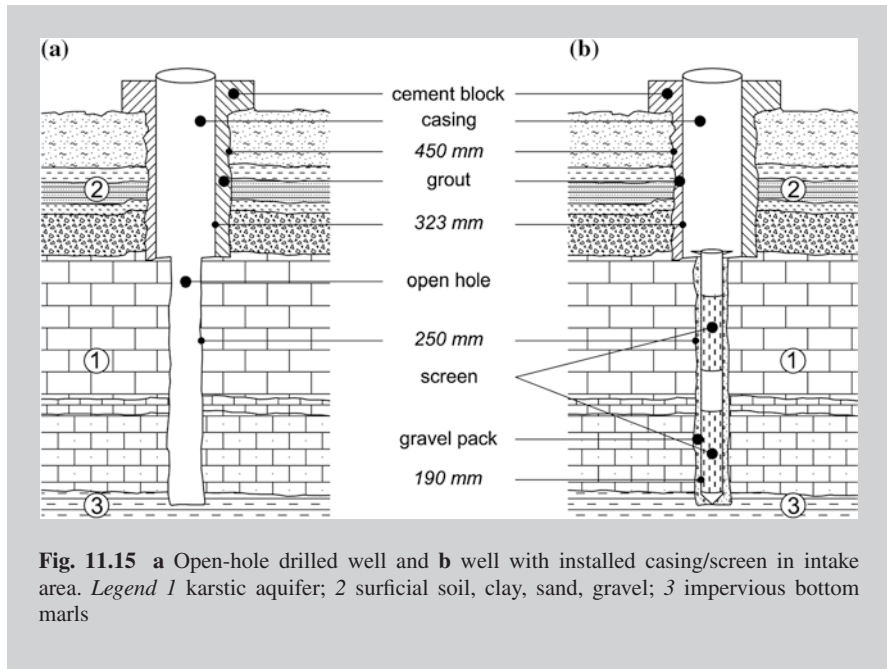 (a)
(b)
cement block
casing
450 mm
2
grout
2
323 mm
open hole
250 mm
1
1
screen
gravel pack
190 mm
3
3
Fig. 11.15 a Open-hole drilled well and b well with installed casing/screen in intake
area. Legend 1 karstic aquifer; 2 surficial soil, clay, sand, gravel; 3 impervious bottom
marls